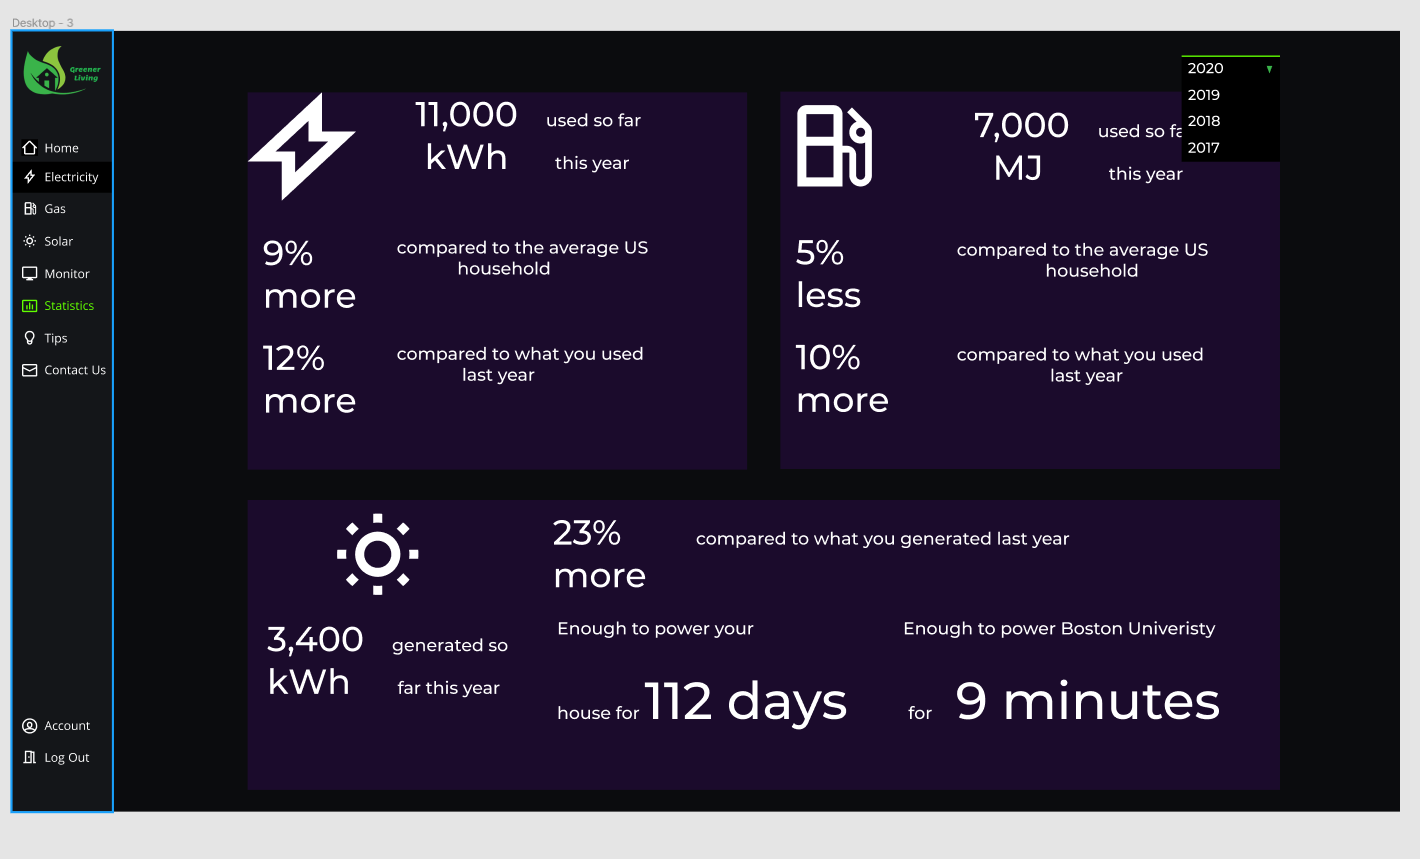 Desktop - 3
Greener
Living
Home
Electricity
Gas
Solar
Monitor
Statistics
Tips
Contact Us
Account
Log Out
2020
2019
2018
2017
11,000
kWh
used so far
this year
9%
more
compared to the average US
household
12%
more
compared to what you used
last year
7,000
MJ
used so fa
this year
5%
less
compared to the average US
household
10%
more
compared to what you used
last year
3,400
kWh
generated so
far this year
23%
more
compared to what you generated last year
Enough to power your
house for 112 days
Enough to power Boston Univeristy
for 9 minutes